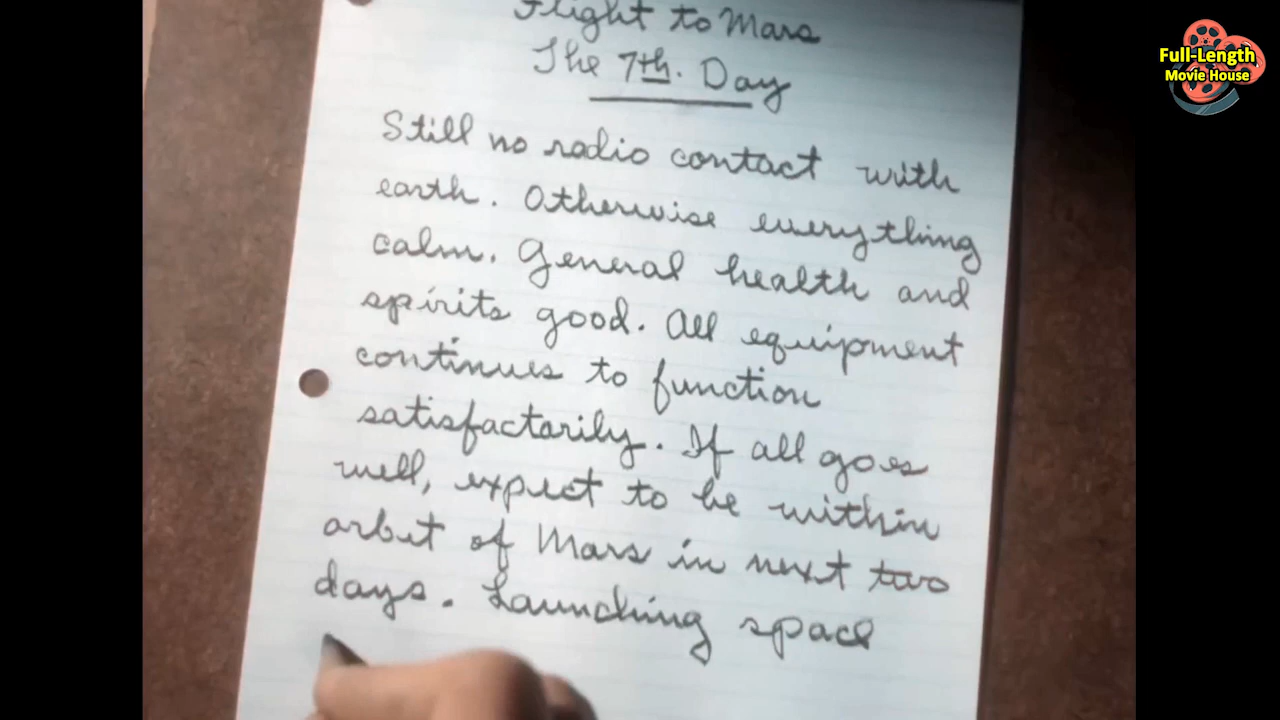 Flight to Mars
The 7th. Day
Still no radio contact with
earth. Otherwise everything
calm. General health and
spirits good. All equipment
continues to function
satisfactarily. If all goes
well, expect to be within
orbit of Mars in next two
days. Launching space
Full-Length
Movie House